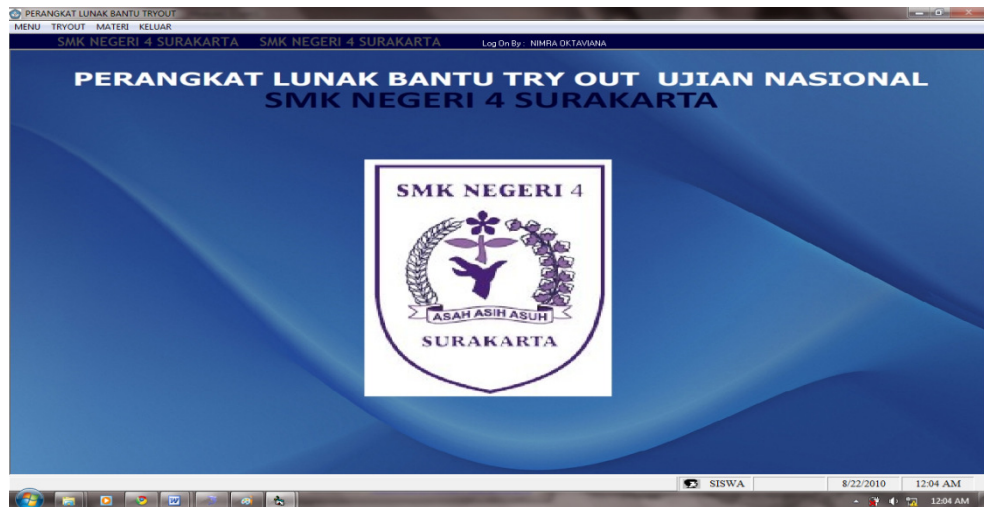 PERANGKAT LUNAK BANTU TRYOUT
MENU TRYOUT MATERI KELUAR
SMK NEGERI 4 SURAKARTA SMK NEGERI 4 SURAKARTA Log On By : NIMRA OKTAVIANA
PERANGKAT LUNAK BANTU TRY OUT UJIAN NASIONAL
SMK NEGERI 4 SURAKARTA
SMK NEGERI 4
ASAH ASIH ASUH
SURAKARTA
SISWA 8/22/2010 12:04 AM
12:04 AM